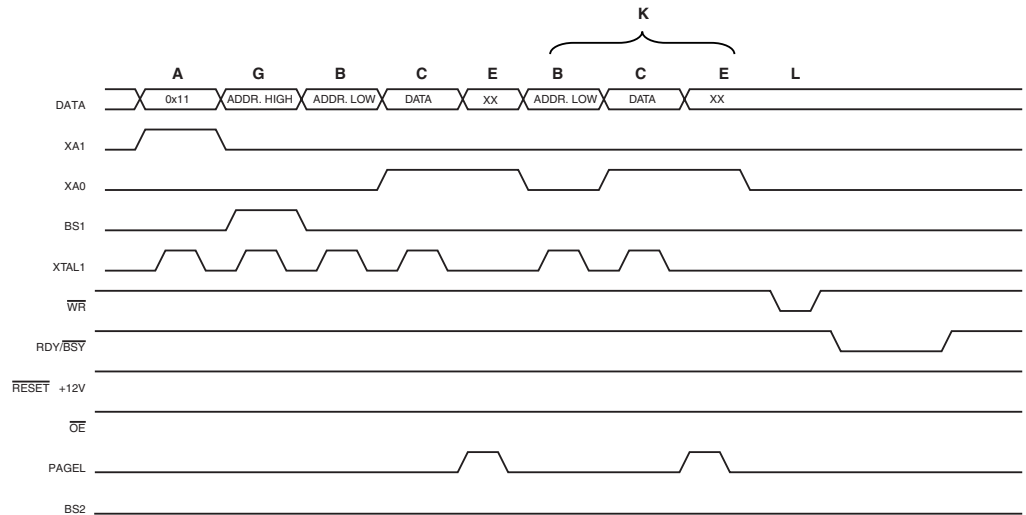 K
A G B C E B C E L
DATA 0x11 ADDR. HIGH ADDR. LOW DATA XX ADDR. LOW DATA XX
XA1
XA0
BS1
XTAL1
WR
RDY/BSY
RESET +12V
OE
PAGEL
BS2